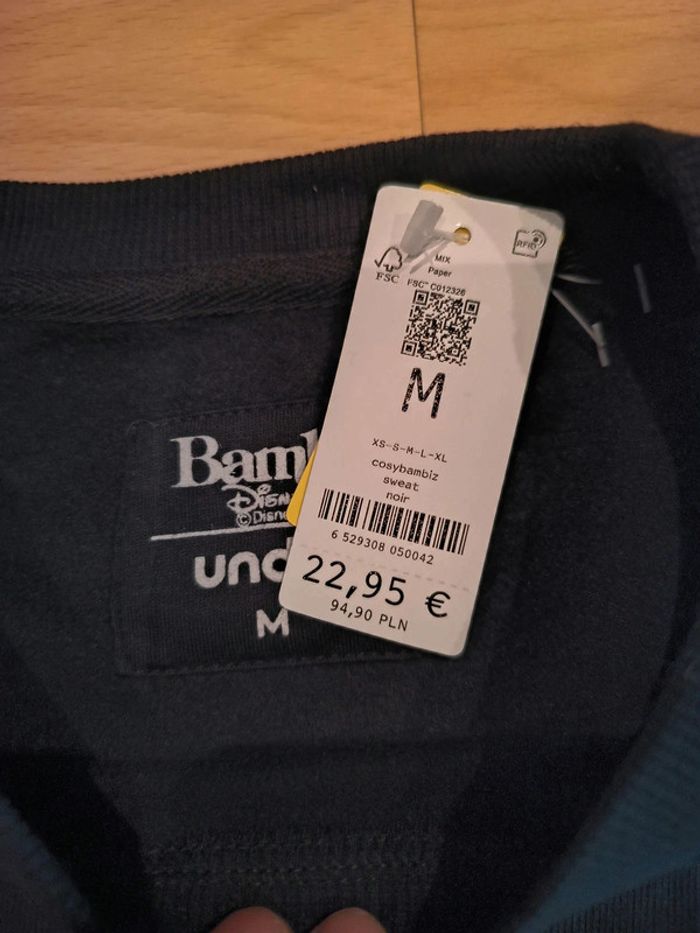 RFID
MIX
Paper
FSC
FSC™ C012326
M
XS-S-M-L-XL
cosybambiz
sweat
noir
6 529308 050042
22,95 €
94,90 PLN
Bam
Disn
©Disn
und
M